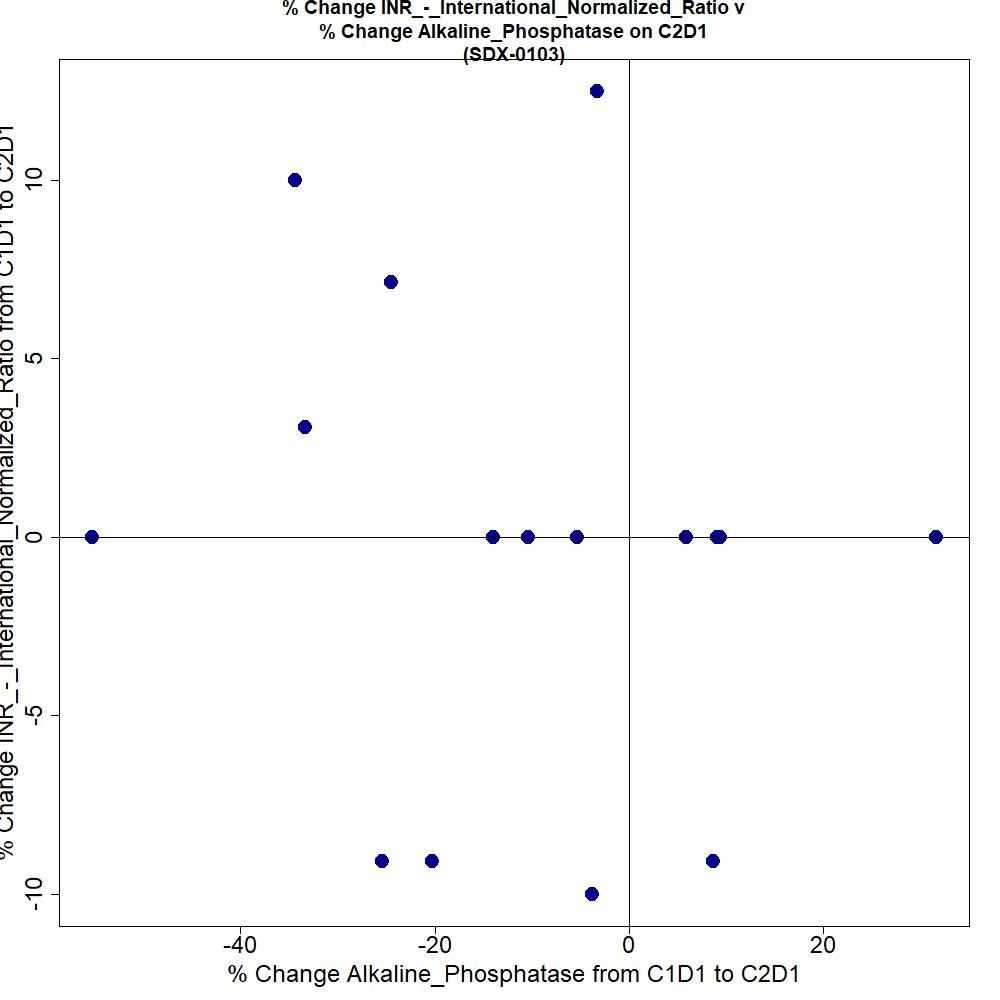 % Change INR_-_International_Normalized_Ratio v
% Change Alkaline_Phosphatase on C2D1
(SDX-0103)
% Change INR_-_International_Normalized_Ratio from C1D1 to C2D1
10
5
0
-5
-10
-40
-20
0
20
% Change Alkaline_Phosphatase from C1D1 to C2D1